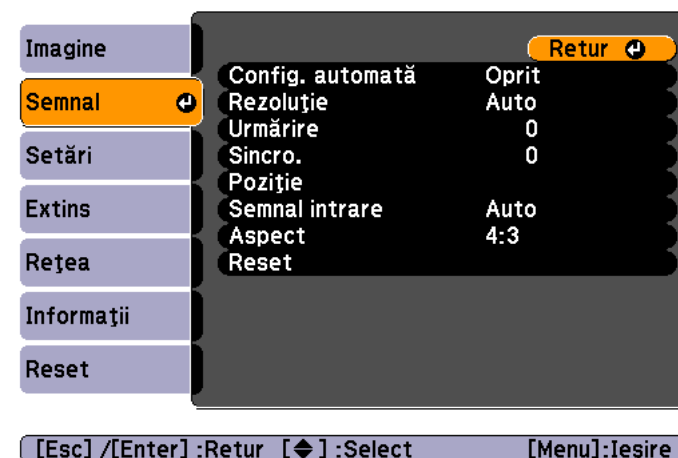 Imagine
Semnal
Setări
Extins
Reţea
Informaţii
Reset
Retur
Config. automată Oprit
Rezoluţie Auto
Urmărire 0
Sincro. 0
Poziţie
Semnal intrare Auto
Aspect 4:3
Reset
[Esc] /[Enter] :Retur [◆] :Select [Menu]:Iesire